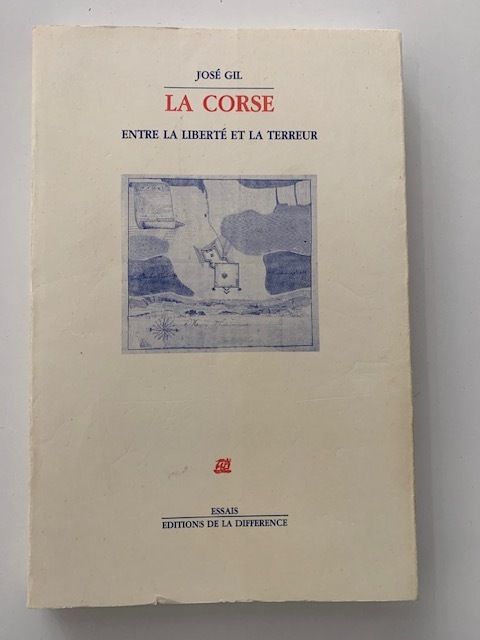 JOSÉ GIL
LA CORSE
ENTRE LA LIBERTÉ ET LA TERREUR
ESSAIS
EDITIONS DE LA DIFFERENCE